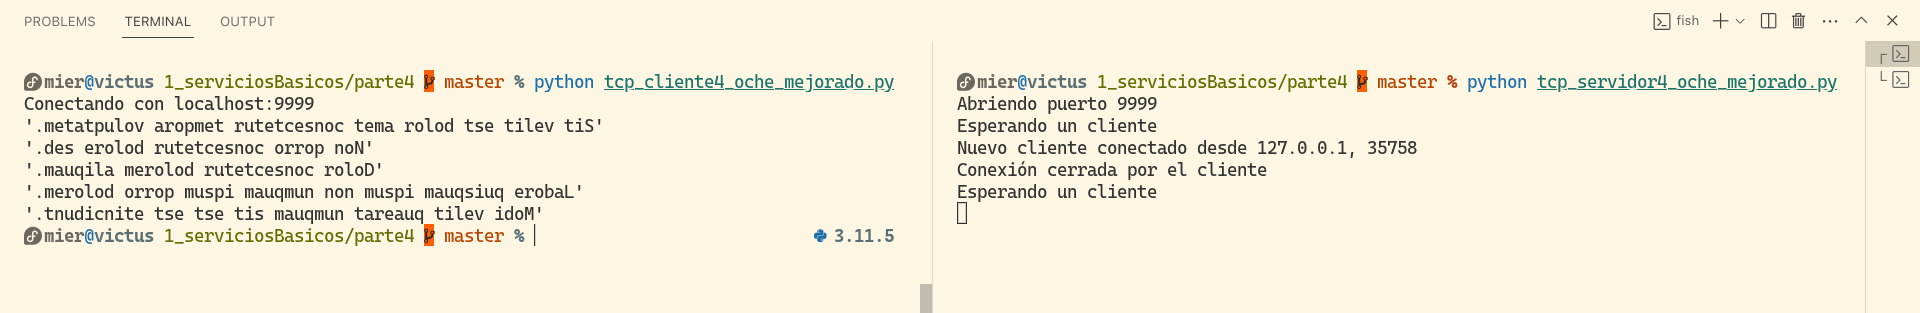 PROBLEMS TERMINAL OUTPUT fish
mier@victus 1_serviciosBasicos/parte4 master % python tcp_cliente4_oche_mejorado.py
Conectando con localhost:9999
'.metatpulov aropmet rutetcesnoc tema rolod tse tilev tiS'
'.des erolod rutetcesnoc orrop noN'
'.mauqila merolod rutetcesnoc roloD'
'.merolod orrop muspi mauqmun non muspi mauqsiuq erobaL'
'.tnudicnite tse tse tis mauqmun tareauq tilev idoM'
mier@victus 1_serviciosBasicos/parte4 master % 3.11.5
mier@victus 1_serviciosBasicos/parte4 master % python tcp_servidor4_oche_mejorado.py
Abriendo puerto 9999
Esperando un cliente
Nuevo cliente conectado desde 127.0.0.1, 35758
Conexión cerrada por el cliente
Esperando un cliente